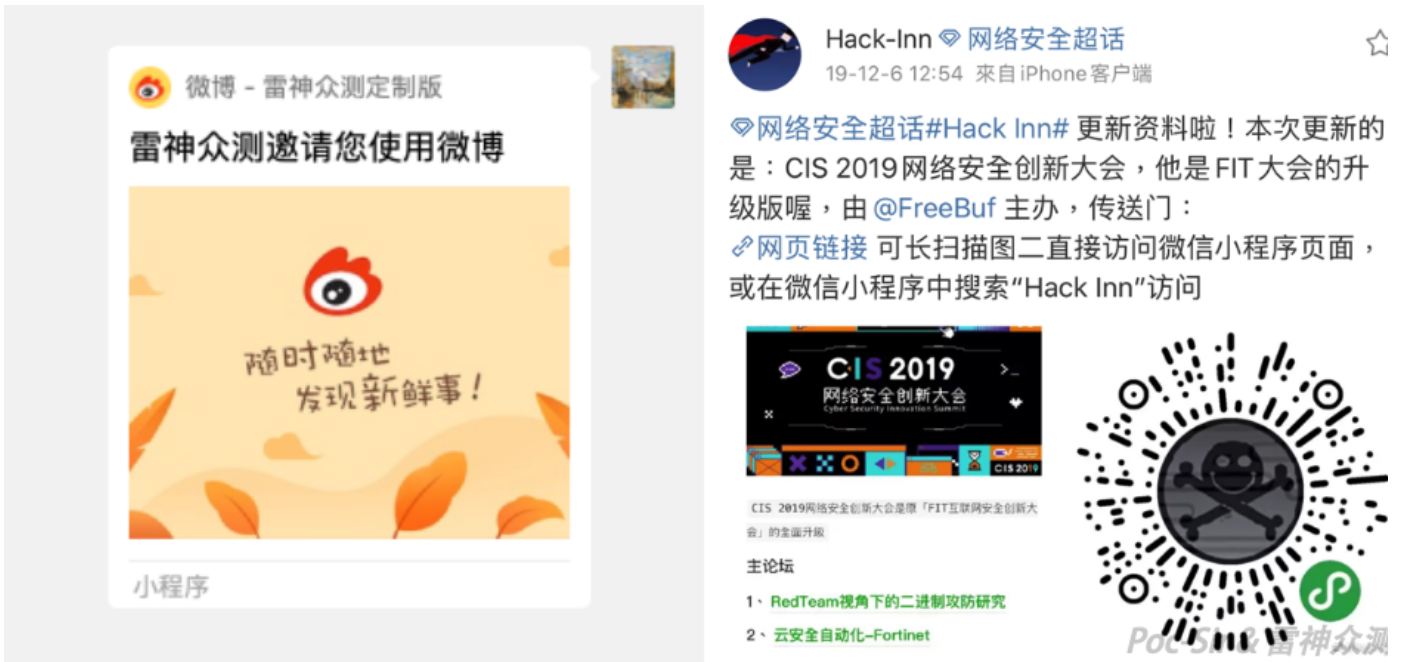 微博 - 雷神众测定制版
雷神众测邀请您使用微博
随时随地
发现新鲜事！
小程序
Hack-Inn 网络安全超话
19-12-6 12:54 來自iPhone客户端
网络安全超话#Hack Inn# 更新资料啦！本次更新的
是：CIS 2019网络安全创新大会，他是FIT大会的升
级版喔，由 @FreeBuf 主办，传送门：
网页链接 可长扫描图二直接访问微信小程序页面，
或在微信小程序中搜索“Hack Inn”访问
CIS 2019
网络安全创新大会
Cyber Security Innovation Summit
CIS 2019
CIS 2019网络安全创新大会是原「FIT互联网安全创新大
会」的全面升级
主论坛
1、 RedTeam视角下的二进制攻防研究
2、 云安全自动化–Fortinet
& 雷神众测